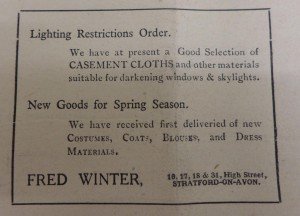 Lighting Restrictions Order.
We have at present a Good Selection of
CASEMENT CLOTHS and other materials
suitable for darkening windows & skylights.
New Goods for Spring Season.
We have received first deliveried of new
COSTUMES, COATS, BLOUSES, and DRESS
MATERIALS.
FRED WINTER, 16, 17, 18 & 31, High Street,
STRATFORD-ON-AVON.